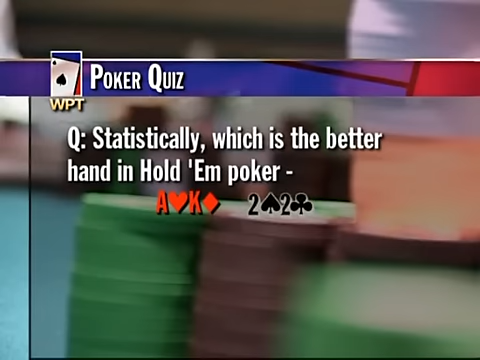 WPT
POKER QUIZ
Q: Statistically, which is the better
hand in Hold 'Em poker -
A♥K♦ 2♠2♣